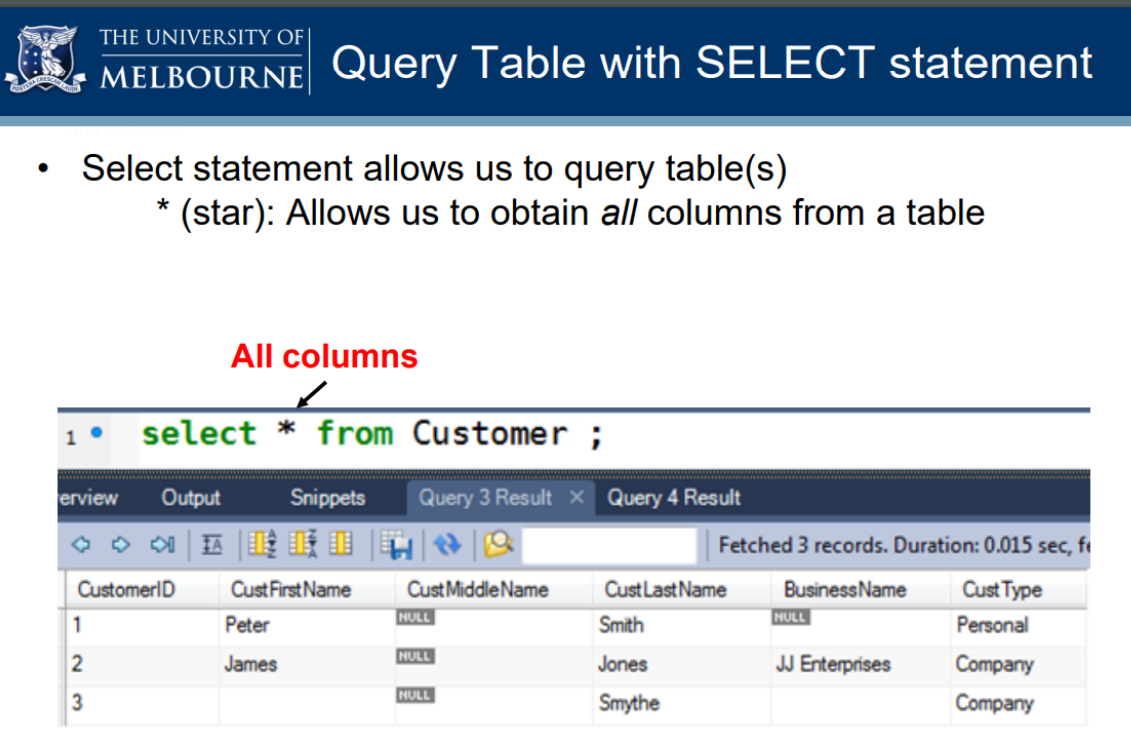 THE UNIVERSITY OF
MELBOURNE
Query Table with SELECT statement
• Select statement allows us to query table(s)
* (star): Allows us to obtain all columns from a table
All columns
1 select * from Customer ;
erview Output Snippets Query 3 Result × Query 4 Result
Fetched 3 records. Duration: 0.015 sec, fe
CustomerID CustFirstName CustMiddleName CustLastName BusinessName CustType
1 Peter NULL Smith NULL Personal
2 James NULL Jones JJ Enterprises Company
3 NULL Smythe Company